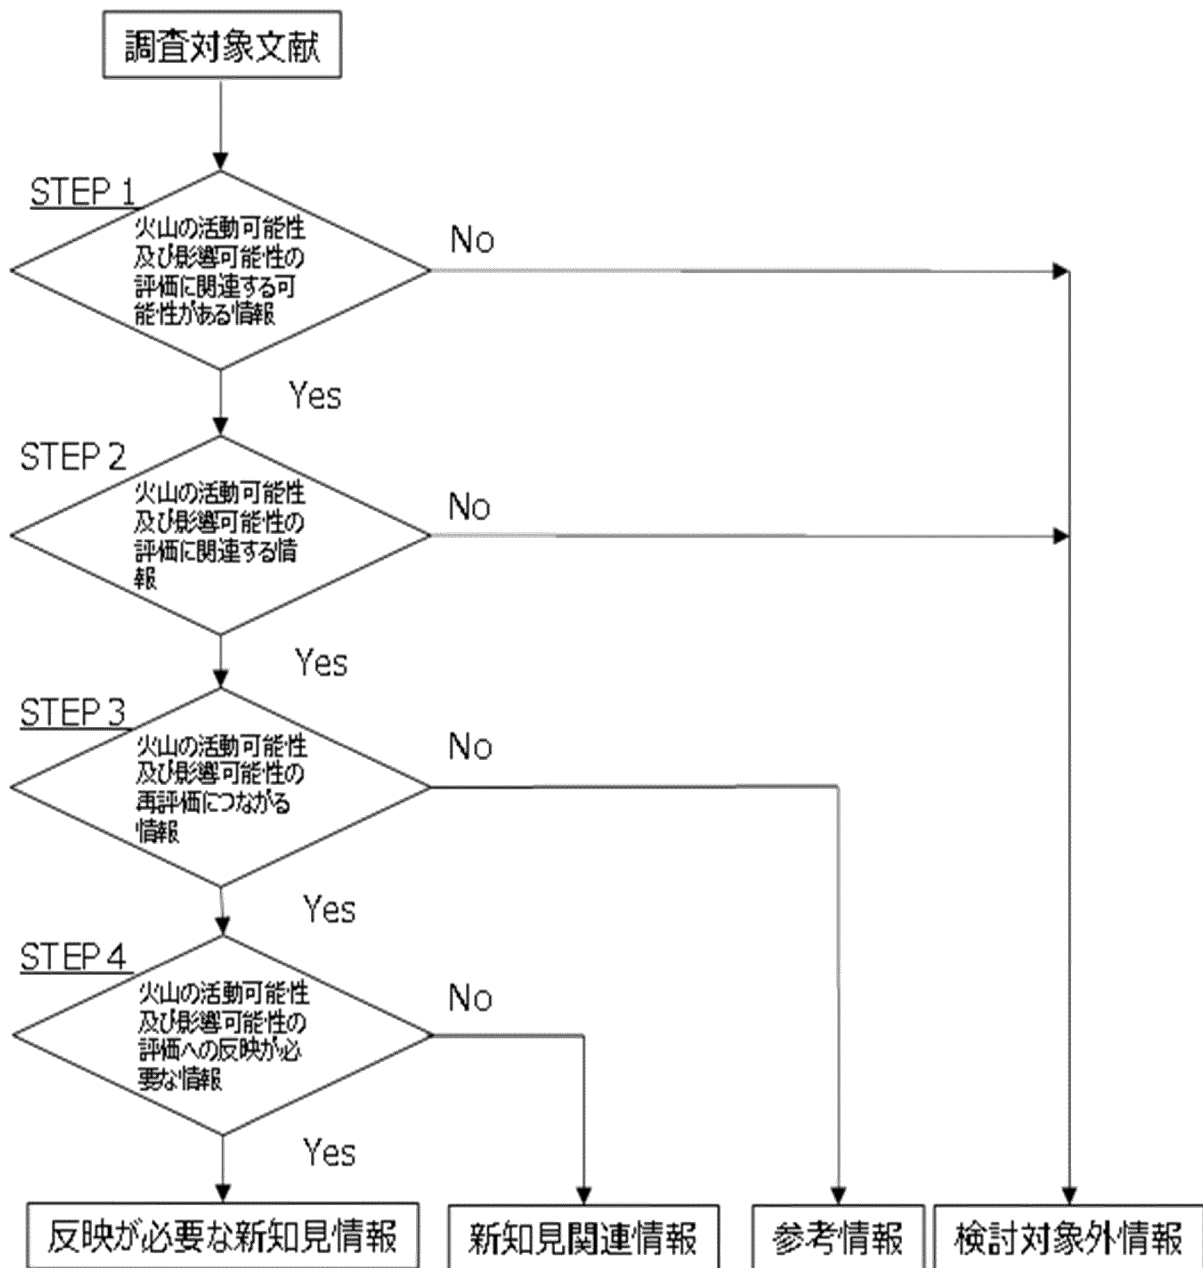 調査対象文献
STEP 1
火山の活動可能性
及び影響可能性の
評価に関連する可
能性がある情報
No
Yes
STEP 2
火山の活動可能性
及び影響可能性の
評価に関連する情
報
No
Yes
STEP 3
火山の活動可能性
及び影響可能性の
再評価につながる
情報
No
Yes
STEP 4
火山の活動可能性
及び影響可能性の
評価への反映が必
要な情報
No
Yes
反映が必要な新知見情報
新知見関連情報
参考情報
検討対象外情報